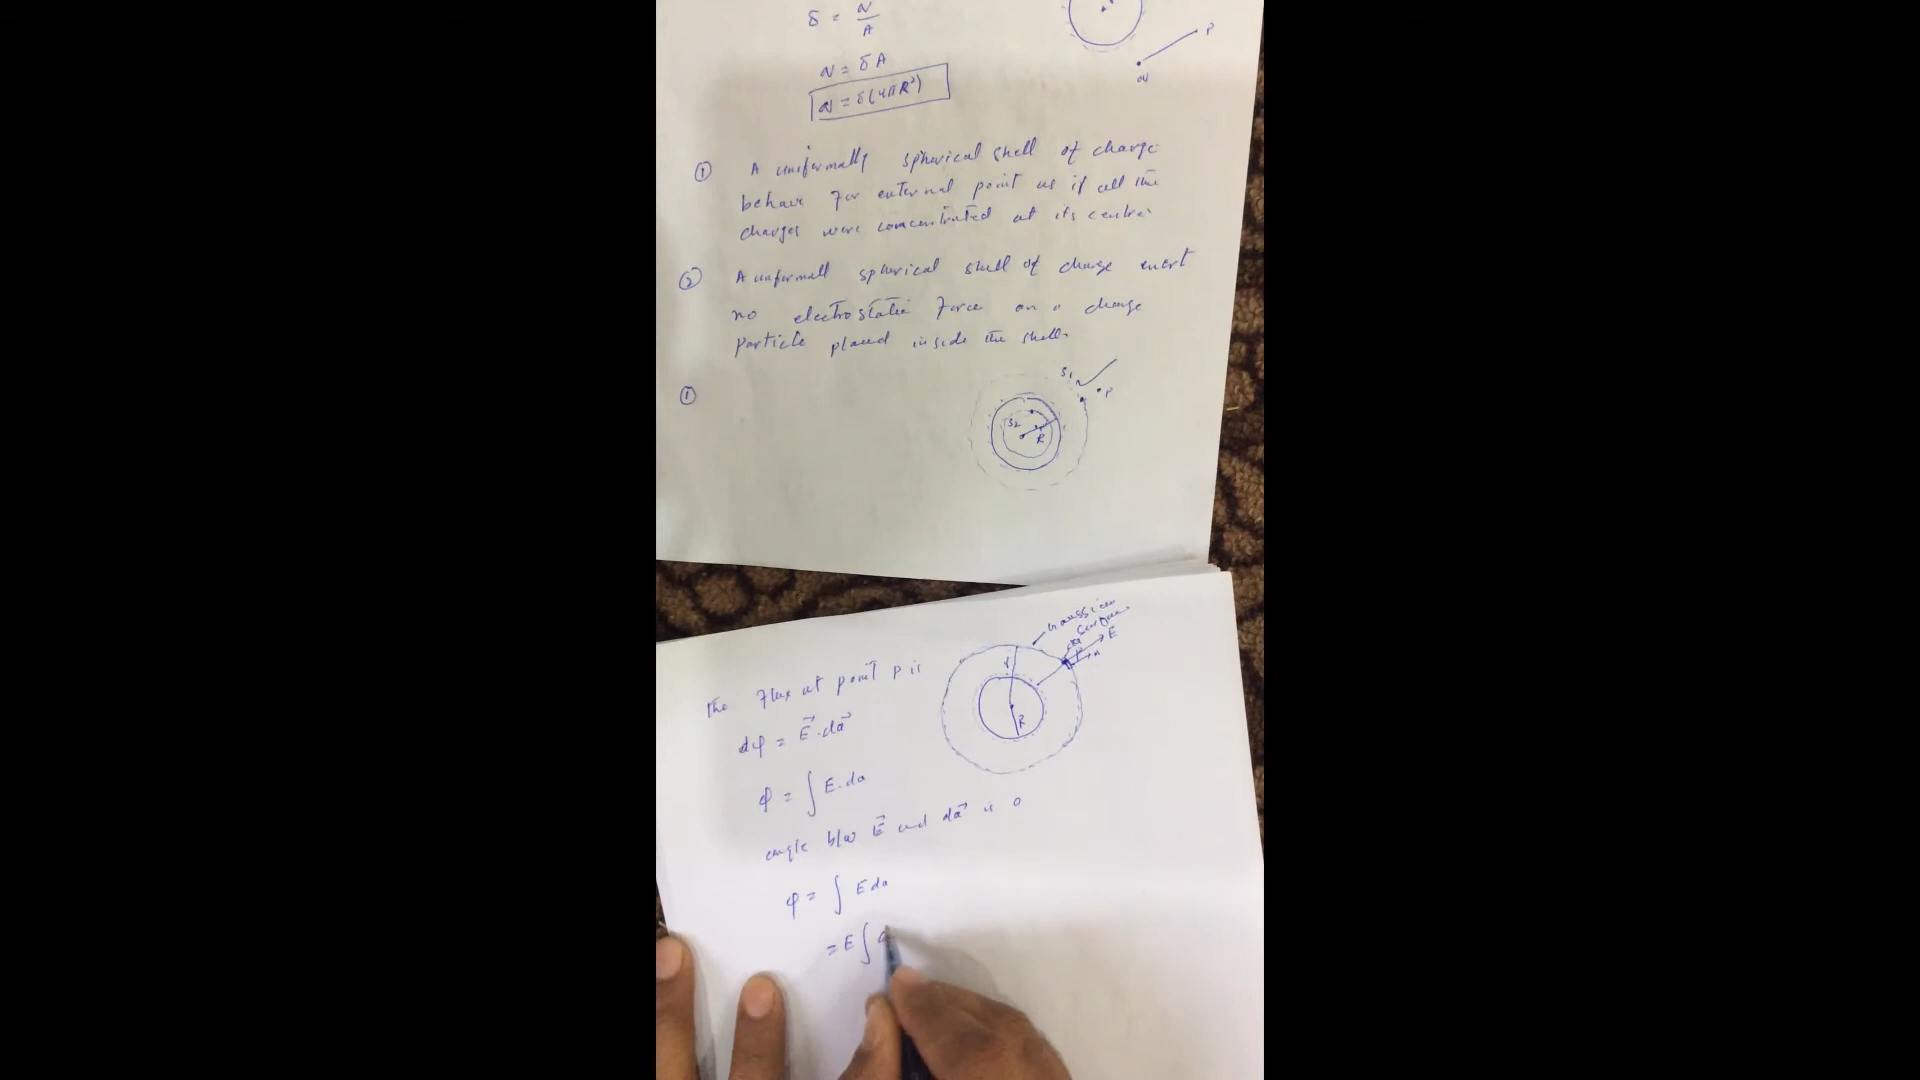 δ = q/A
q = δA
q = δ(4πR²)
P
① A uniformally spherical shell of charge
behave for external point as if all the
charges were concentrated at its centre.
② A unformall spherical shell of charge exert
no electrostatic force on a charge
particle placed inside the shell.
①
S₁
P
S₂
R
Gaussian
Surface
E
n
r
R
The flux at point P is
dφ = E⃗.da⃗
φ = ∫ E.da
angle b/w E⃗ and da⃗ is 0
φ = ∫ E da
= E ∫